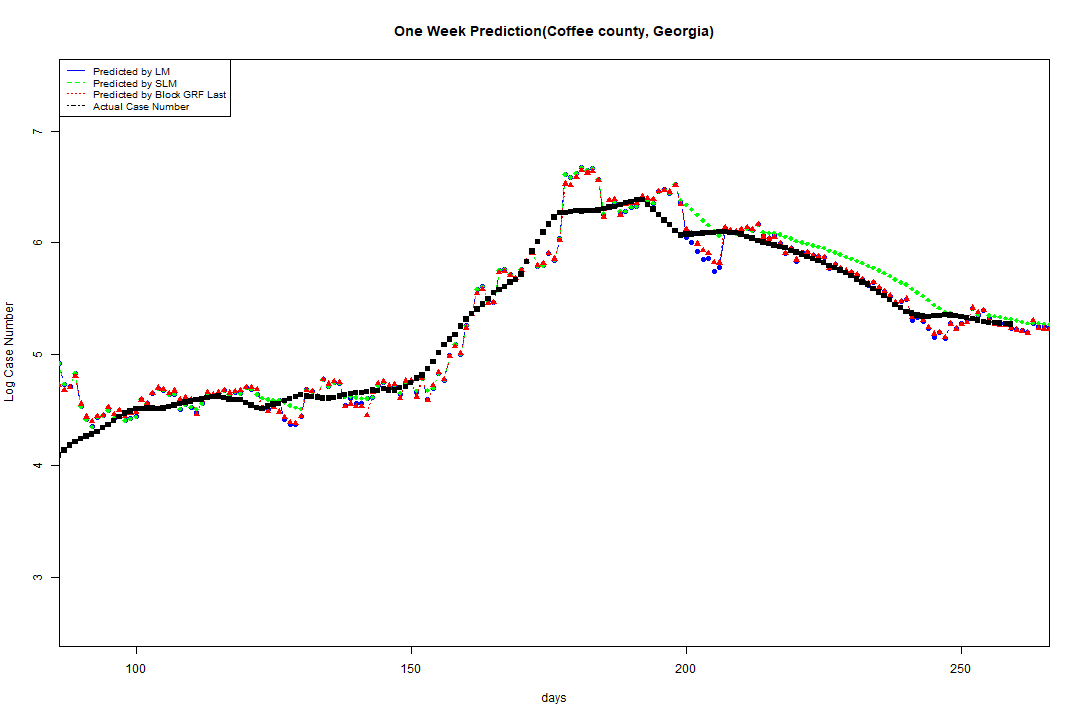 One Week Prediction(Coffee county, Georgia)
Predicted by LM
Predicted by SLM
Predicted by Block GRF Last
Actual Case Number
7
6
5
4
3
Log Case Number
100 150 200 250
days